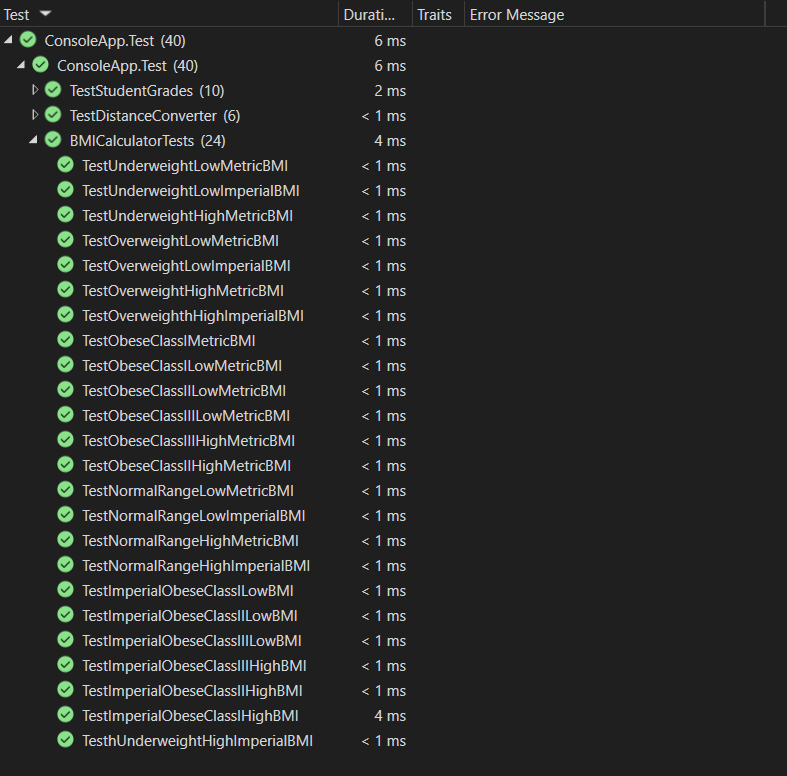 Test Durati... Traits Error Message
ConsoleApp.Test (40) 6 ms
ConsoleApp.Test (40) 6 ms
TestStudentGrades (10) 2 ms
TestDistanceConverter (6) < 1 ms
BMICalculatorTests (24) 4 ms
TestUnderweightLowMetricBMI < 1 ms
TestUnderweightLowImperialBMI < 1 ms
TestUnderweightHighMetricBMI < 1 ms
TestOverweightLowMetricBMI < 1 ms
TestOverweightLowImperialBMI < 1 ms
TestOverweightHighMetricBMI < 1 ms
TestOverweighthHighImperialBMI < 1 ms
TestObeseClassIMetricBMI < 1 ms
TestObeseClassILowMetricBMI < 1 ms
TestObeseClassIILowMetricBMI < 1 ms
TestObeseClassIIILowMetricBMI < 1 ms
TestObeseClassIIIHighMetricBMI < 1 ms
TestObeseClassIIHighMetricBMI < 1 ms
TestNormalRangeLowMetricBMI < 1 ms
TestNormalRangeLowImperialBMI < 1 ms
TestNormalRangeHighMetricBMI < 1 ms
TestNormalRangeHighImperialBMI < 1 ms
TestImperialObeseClassILowBMI < 1 ms
TestImperialObeseClassIILowBMI < 1 ms
TestImperialObeseClassIIILowBMI < 1 ms
TestImperialObeseClassIIIHighBMI < 1 ms
TestImperialObeseClassIIHighBMI < 1 ms
TestImperialObeseClassIHighBMI 4 ms
TesthUnderweightHighImperialBMI < 1 ms